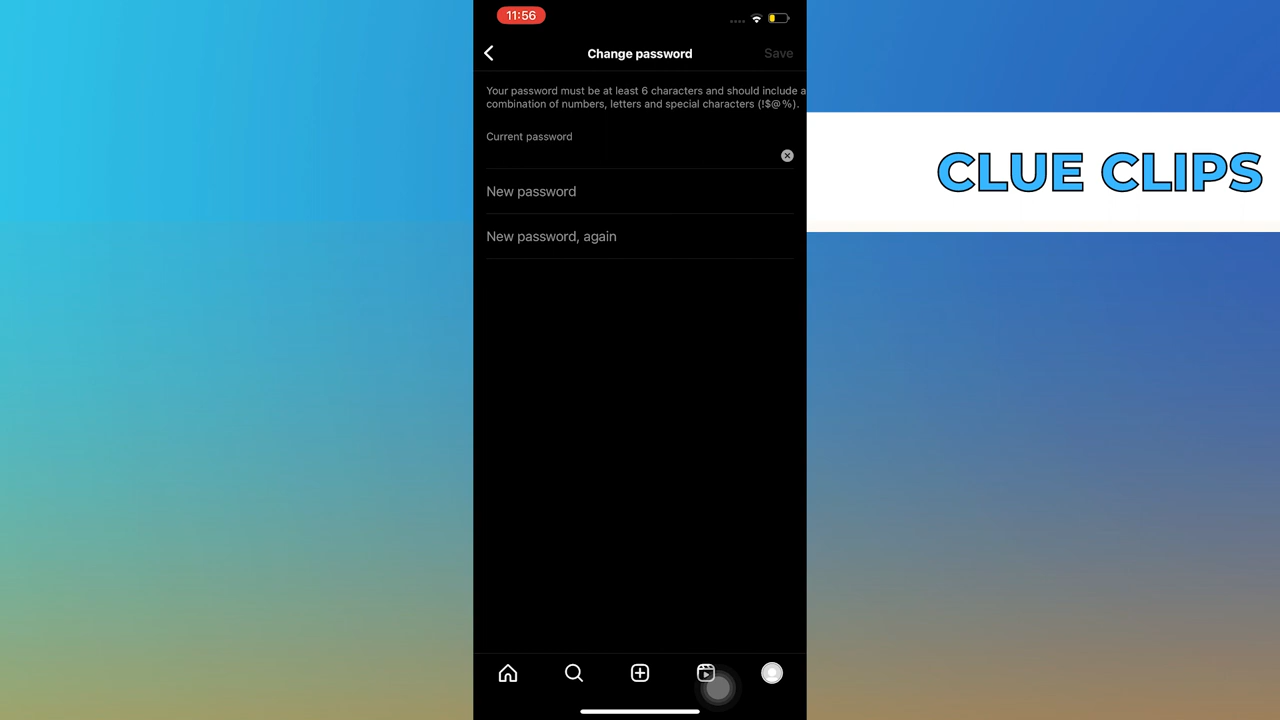 11:56
Change password
Save
Your password must be at least 6 characters and should include a
combination of numbers, letters and special characters (!$@%).
Current password
New password
New password, again
CLUE CLIPS